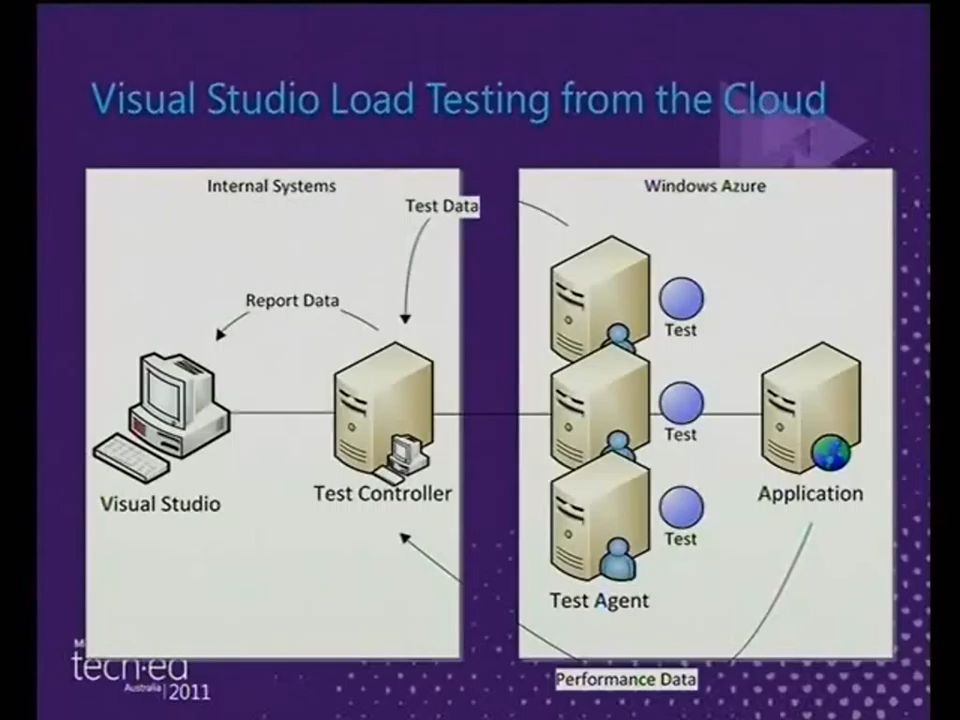 Visual Studio Load Testing from the Cloud
Internal Systems
Windows Azure
Test Data
Report Data
Test
Test
Test
Visual Studio
Test Controller
Application
Test Agent
Performance Data
tech·ed
Australia | 2011